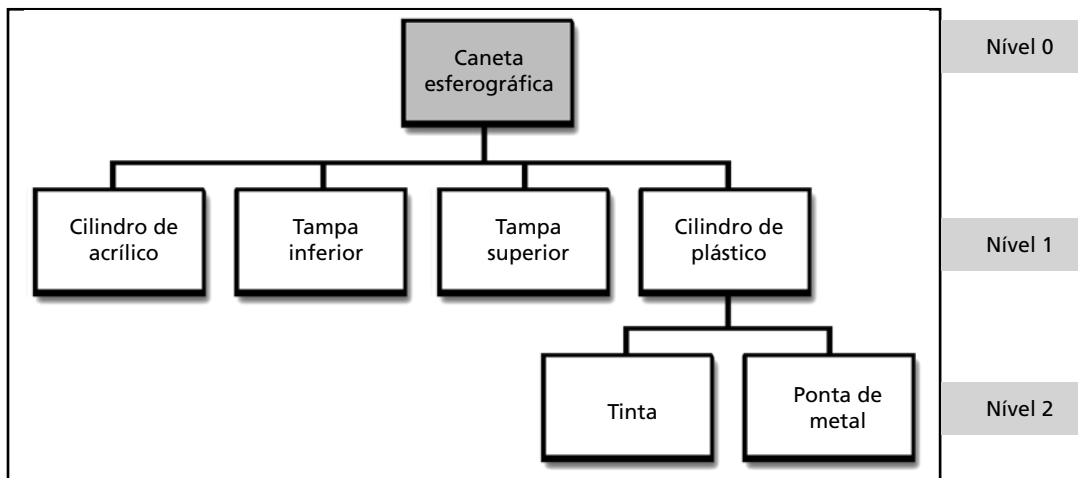 Caneta
esferográfica
Nível 0
Cilindro de
acrílico
Tampa
inferior
Tampa
superior
Cilindro de
plástico
Nível 1
Tinta
Ponta de
metal
Nível 2